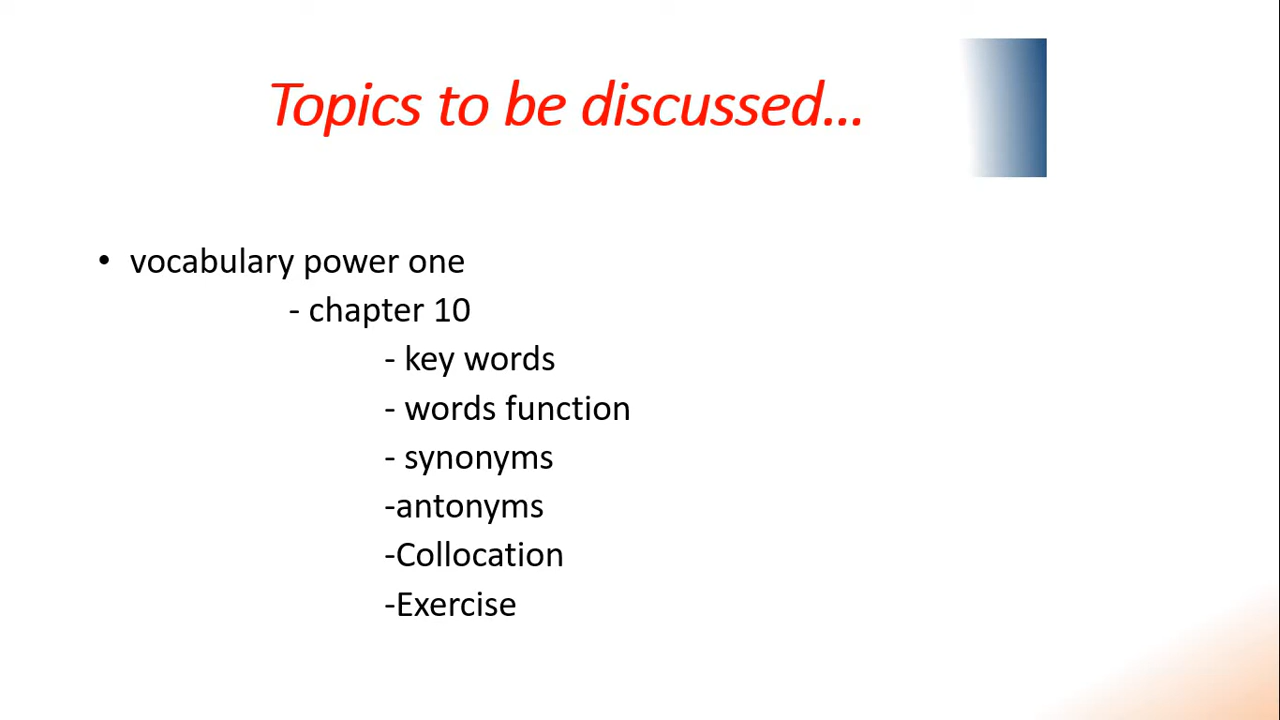 Topics to be discussed...
• vocabulary power one
- chapter 10
- key words
- words function
- synonyms
-antonyms
-Collocation
-Exercise